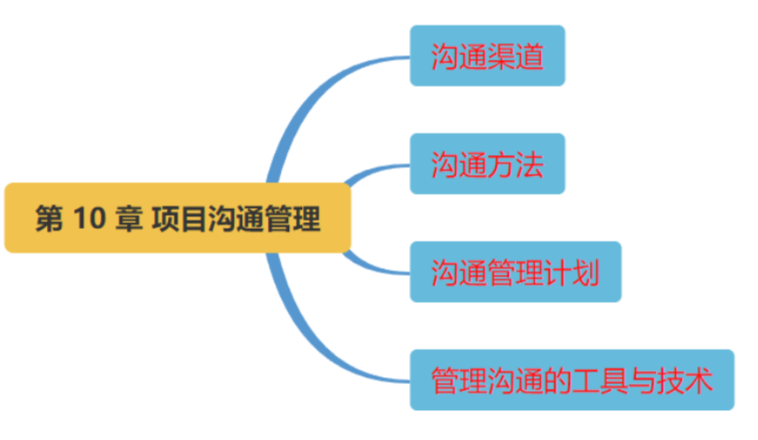 沟通渠道
沟通方法
第 10 章 项目沟通管理
沟通管理计划
管理沟通的工具与技术